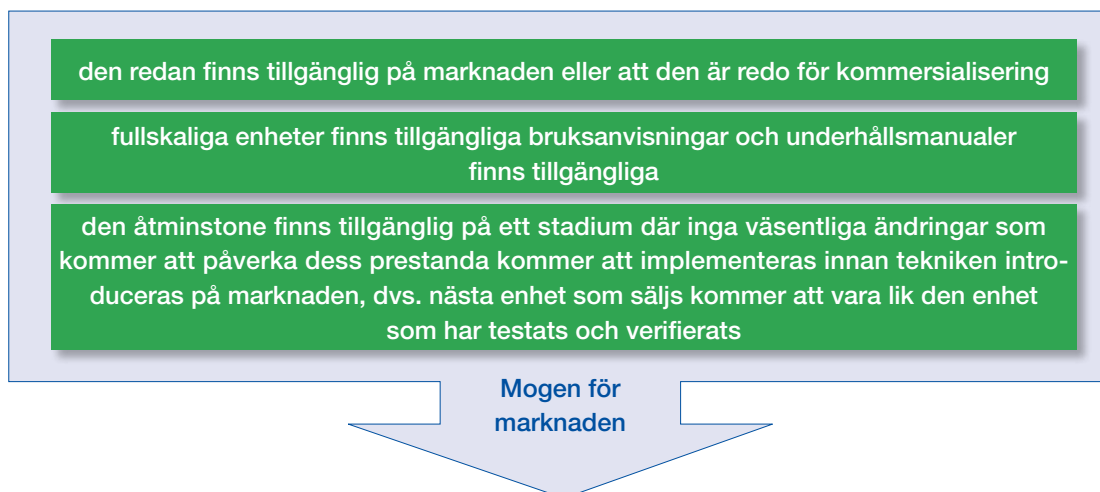 den redan finns tillgänglig på marknaden eller att den är redo för kommersialisering
fullskaliga enheter finns tillgängliga bruksanvisningar och underhållsmanualer
finns tillgängliga
den åtminstone finns tillgänglig på ett stadium där inga väsentliga ändringar som
kommer att påverka dess prestanda kommer att implementeras innan tekniken intro-
duceras på marknaden, dvs. nästa enhet som säljs kommer att vara lik den enhet
som har testats och verifierats
Mogen för
marknaden